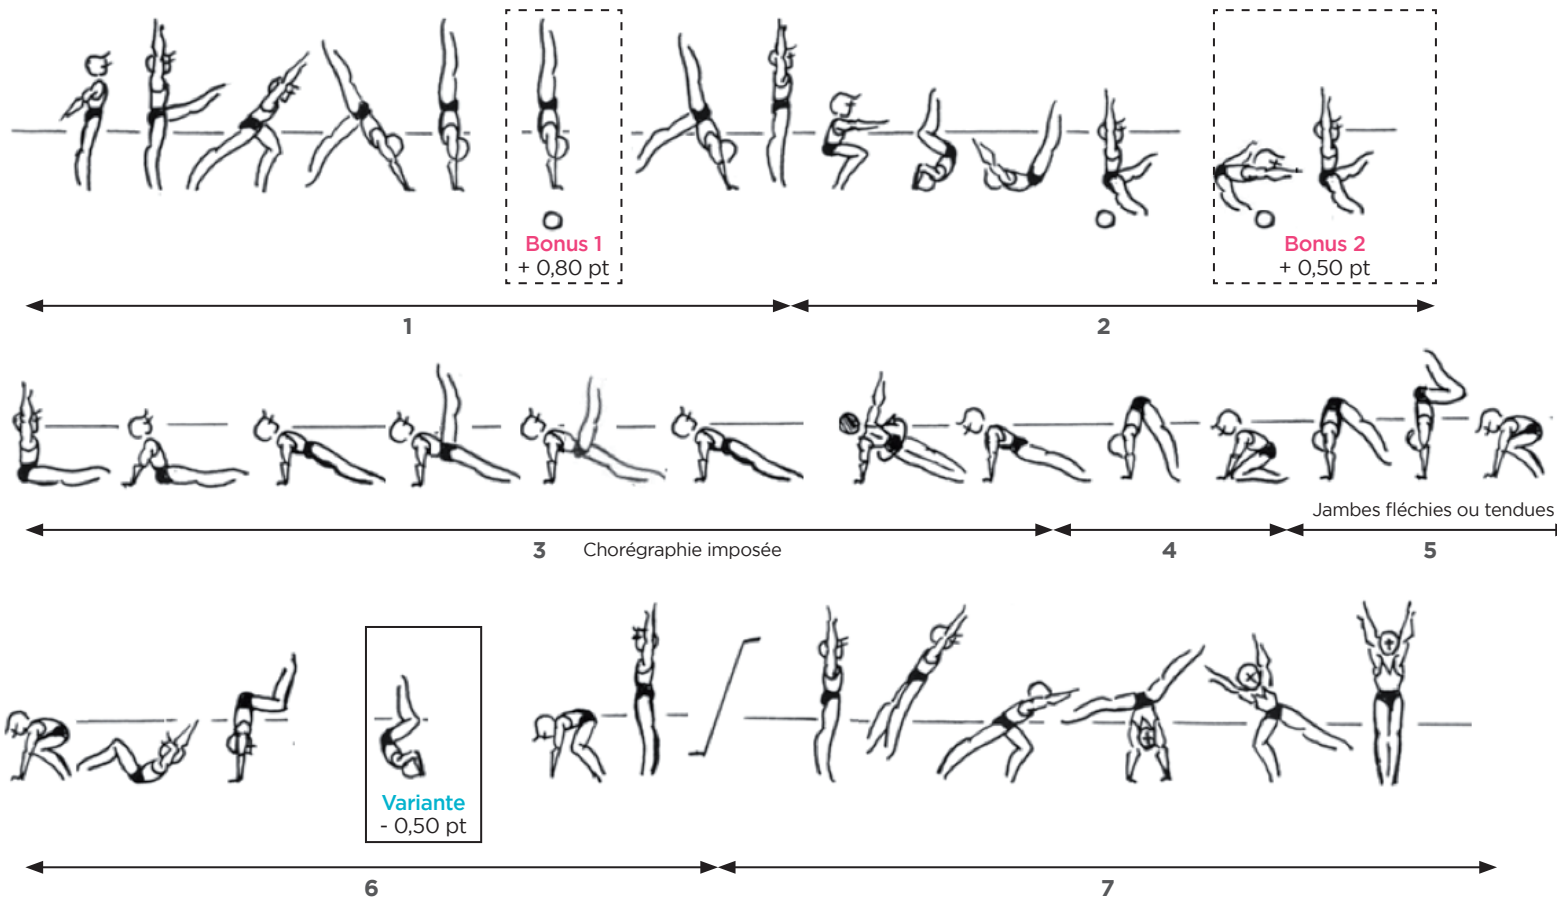 Bonus 1
+ 0,80 pt
Bonus 2
+ 0,50 pt
1
2
Jambes fléchies ou tendues
3 Chorégraphie imposée
4
5
Variante
- 0,50 pt
6
7